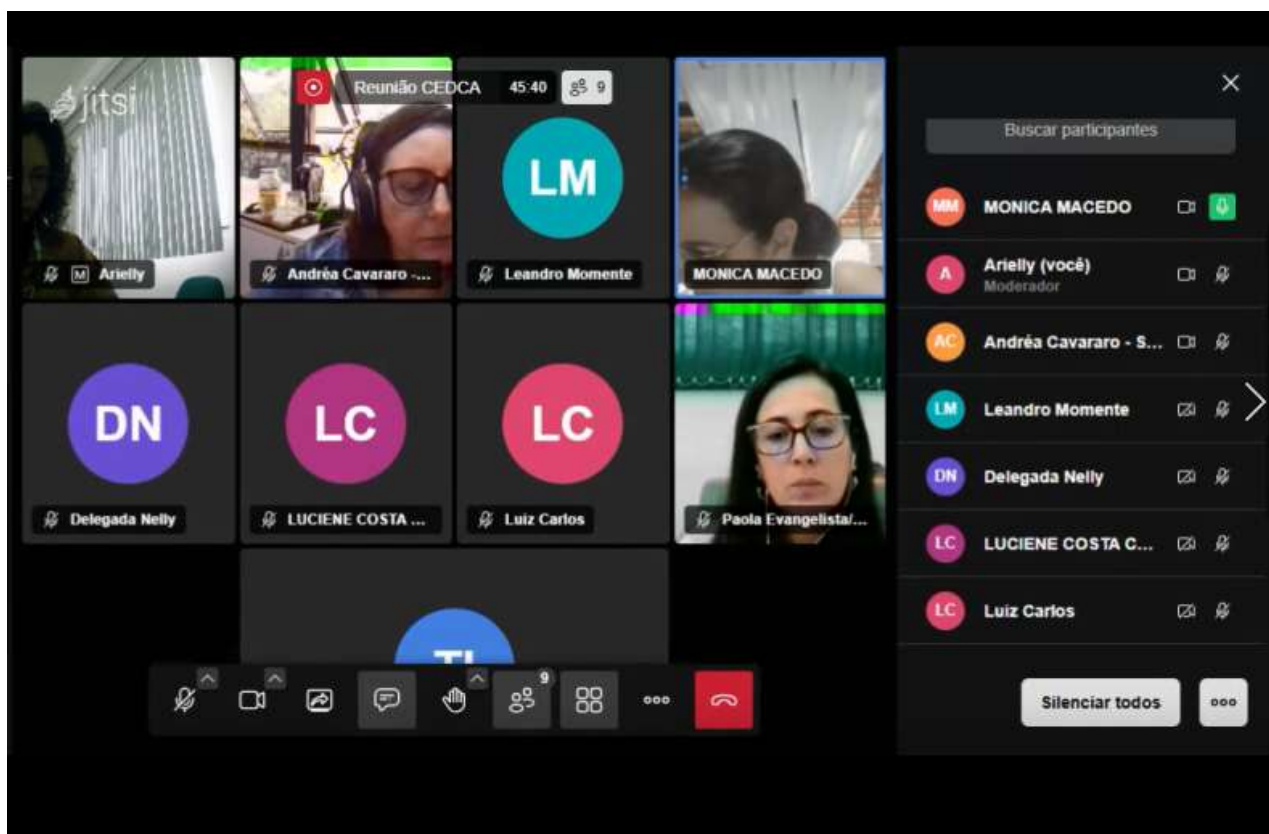 jitsi
Reunião CEDCA 45:40 9
LM
Arielly
Andréa Cavararo -...
Leandro Momente
MONICA MACEDO
DN
LC
LC
Delegada Nelly
LUCIENE COSTA ...
Luiz Carlos
Paola Evangelista/...
9
Buscar participantes
MM MONICA MACEDO
A Arielly (você)
Moderador
AC Andréa Cavararo - S...
LM Leandro Momente
DN Delegada Nelly
LC LUCIENE COSTA C...
LC Luiz Carlos
Silenciar todos